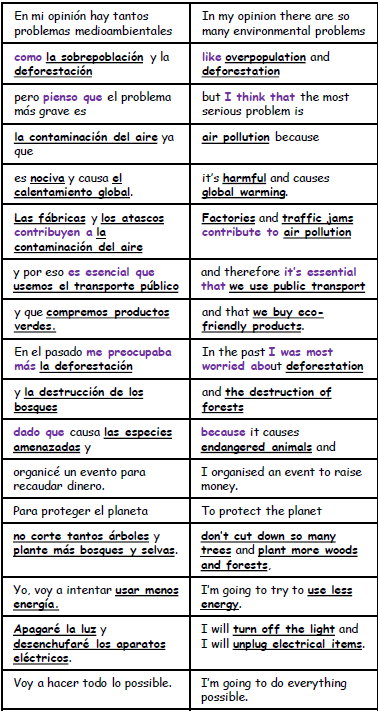 En mi opinión hay tantos
problemas medioambientales
In my opinion there are so
many environmental problems
como la sobrepoblación y la
deforestación
like overpopulation and
deforestation
pero pienso que el problema
más grave es
but I think that the most
serious problem is
la contaminación del aire ya
que
air pollution because
es nociva y causa el
calentamiento global.
it's harmful and causes
global warming.
Las fábricas y los atascos
contribuyen a la
contaminación del aire
Factories and traffic jams
contribute to air pollution
y por eso es esencial que
usemos el transporte público
and therefore it's essential
that we use public transport
y que compremos productos
verdes.
and that we buy eco-
friendly products.
En el pasado me preocupaba
más la deforestación
In the past I was most
worried about deforestation
y la destrucción de los
bosques
and the destruction of
forests
dado que causa las especies
amenazadas y
because it causes
endangered animals and
organicé un evento para
recaudar dinero.
I organised an event to raise
money.
Para proteger el planeta
To protect the planet
no corte tantos árboles y
plante más bosques y selvas.
don't cut down so many
trees and plant more woods
and forests.
Yo, voy a intentar usar menos
energía.
I'm going to try to use less
energy.
Apagaré la luz y
desenchufaré los aparatos
eléctricos.
I will turn off the light and
I will unplug electrical items.
Voy a hacer todo lo possible.
I'm going to do everything
possible.